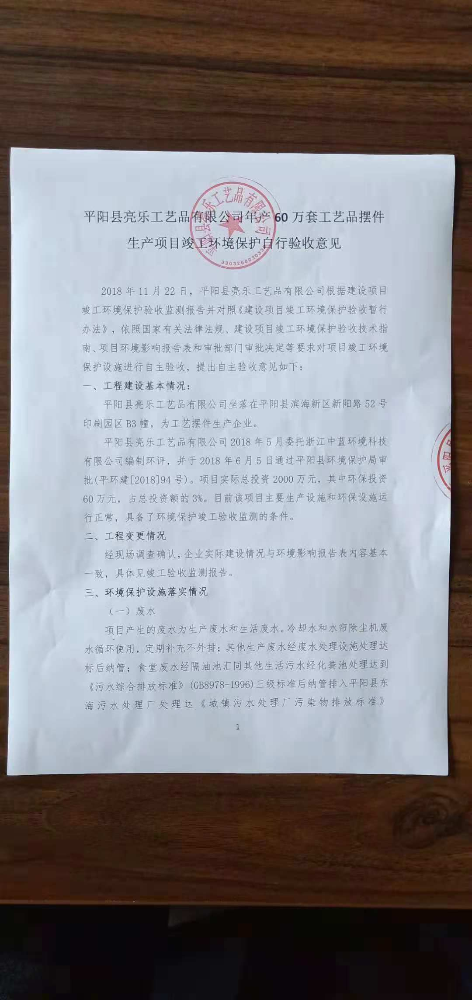 平阳县亮乐工艺品有限公司年产60万套工艺品摆件
生产项目竣工环境保护自行验收意见
平阳县亮乐工艺品有限公司
2018年11月22日，平阳县亮乐工艺品有限公司根据建设项目
竣工环境保护验收监测报告并对照《建设项目竣工环境保护验收暂行
办法》，依照国家有关法律法规、建设项目竣工环境保护验收技术指
南、项目环境影响报告表和审批部门审批决定等要求对项目竣工环境
保护设施进行自主验收，提出自主验收意见如下：
一、工程建设基本情况：
平阳县亮乐工艺品有限公司坐落在平阳县滨海新区新阳路52号
印刷园区B3幢，为工艺摆件生产企业。
平阳县亮乐工艺品有限公司2018年5月委托浙江中蓝环境科技
有限公司编制环评，并于2018年6月5日通过平阳县环境保护局审
批(平环建[2018]94号)。项目实际总投资2000万元，其中环保投资
60万元，占总投资额的3%。目前该项目主要生产设施和环保设施运
行正常，具备了环境保护竣工验收监测的条件。
二、工程变更情况
经现场调查确认，企业实际建设情况与环境影响报告表内容基本
一致，具体见竣工验收监测报告。
三、环境保护设施落实情况
（一）废水
项目产生的废水为生产废水和生活废水。冷却水和水帘除尘机废
水循环使用，定期补充不外排；其他生产废水经废水处理设施处理达
标后纳管；食堂废水经隔油池汇同其他生活污水经化粪池处理达到
《污水综合排放标准》(GB8978-1996)三级标准后纳管排入平阳县东
海污水处理厂处理达《城镇污水处理厂污染物排放标准》
1